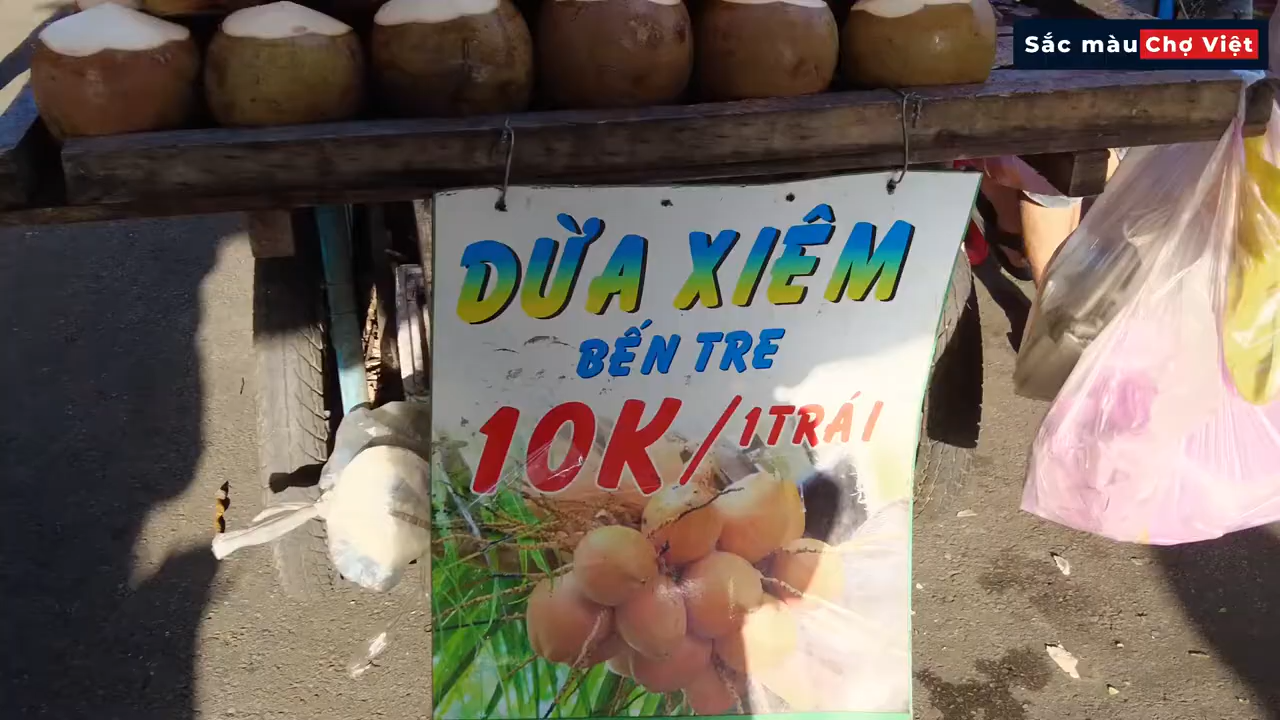 Sắc màu Chợ Việt
DỪA XIÊM
BẾN TRE
10K/1TRÁI